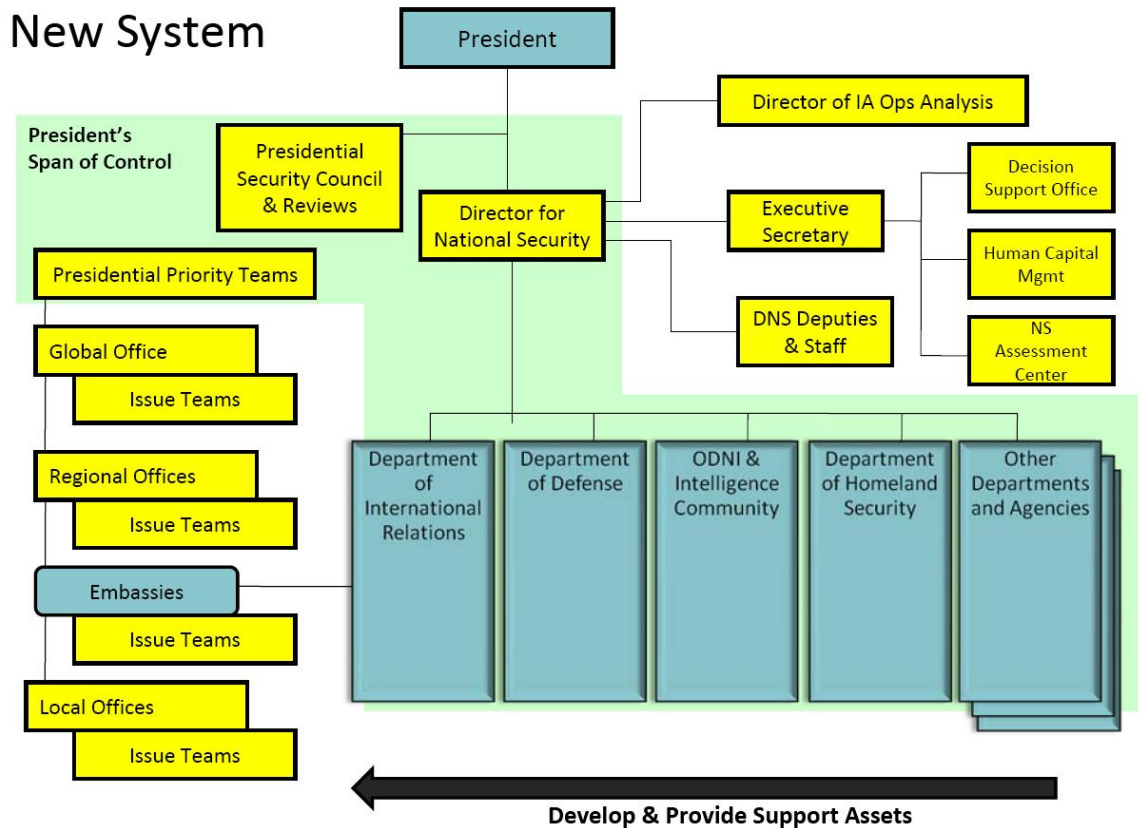 New System
President
Director of IA Ops Analysis
President's
Span of Control
Presidential
Security Council
& Reviews
Director for
National Security
Executive
Secretary
Decision
Support Office
Human Capital
Mgmt
NS
Assessment
Center
DNS Deputies
& Staff
Presidential Priority Teams
Global Office
Issue Teams
Regional Offices
Issue Teams
Embassies
Issue Teams
Local Offices
Issue Teams
Department
of
International
Relations
Department
of Defense
ODNI &
Intelligence
Community
Department
of Homeland
Security
Other
Departments
and Agencies
Develop & Provide Support Assets